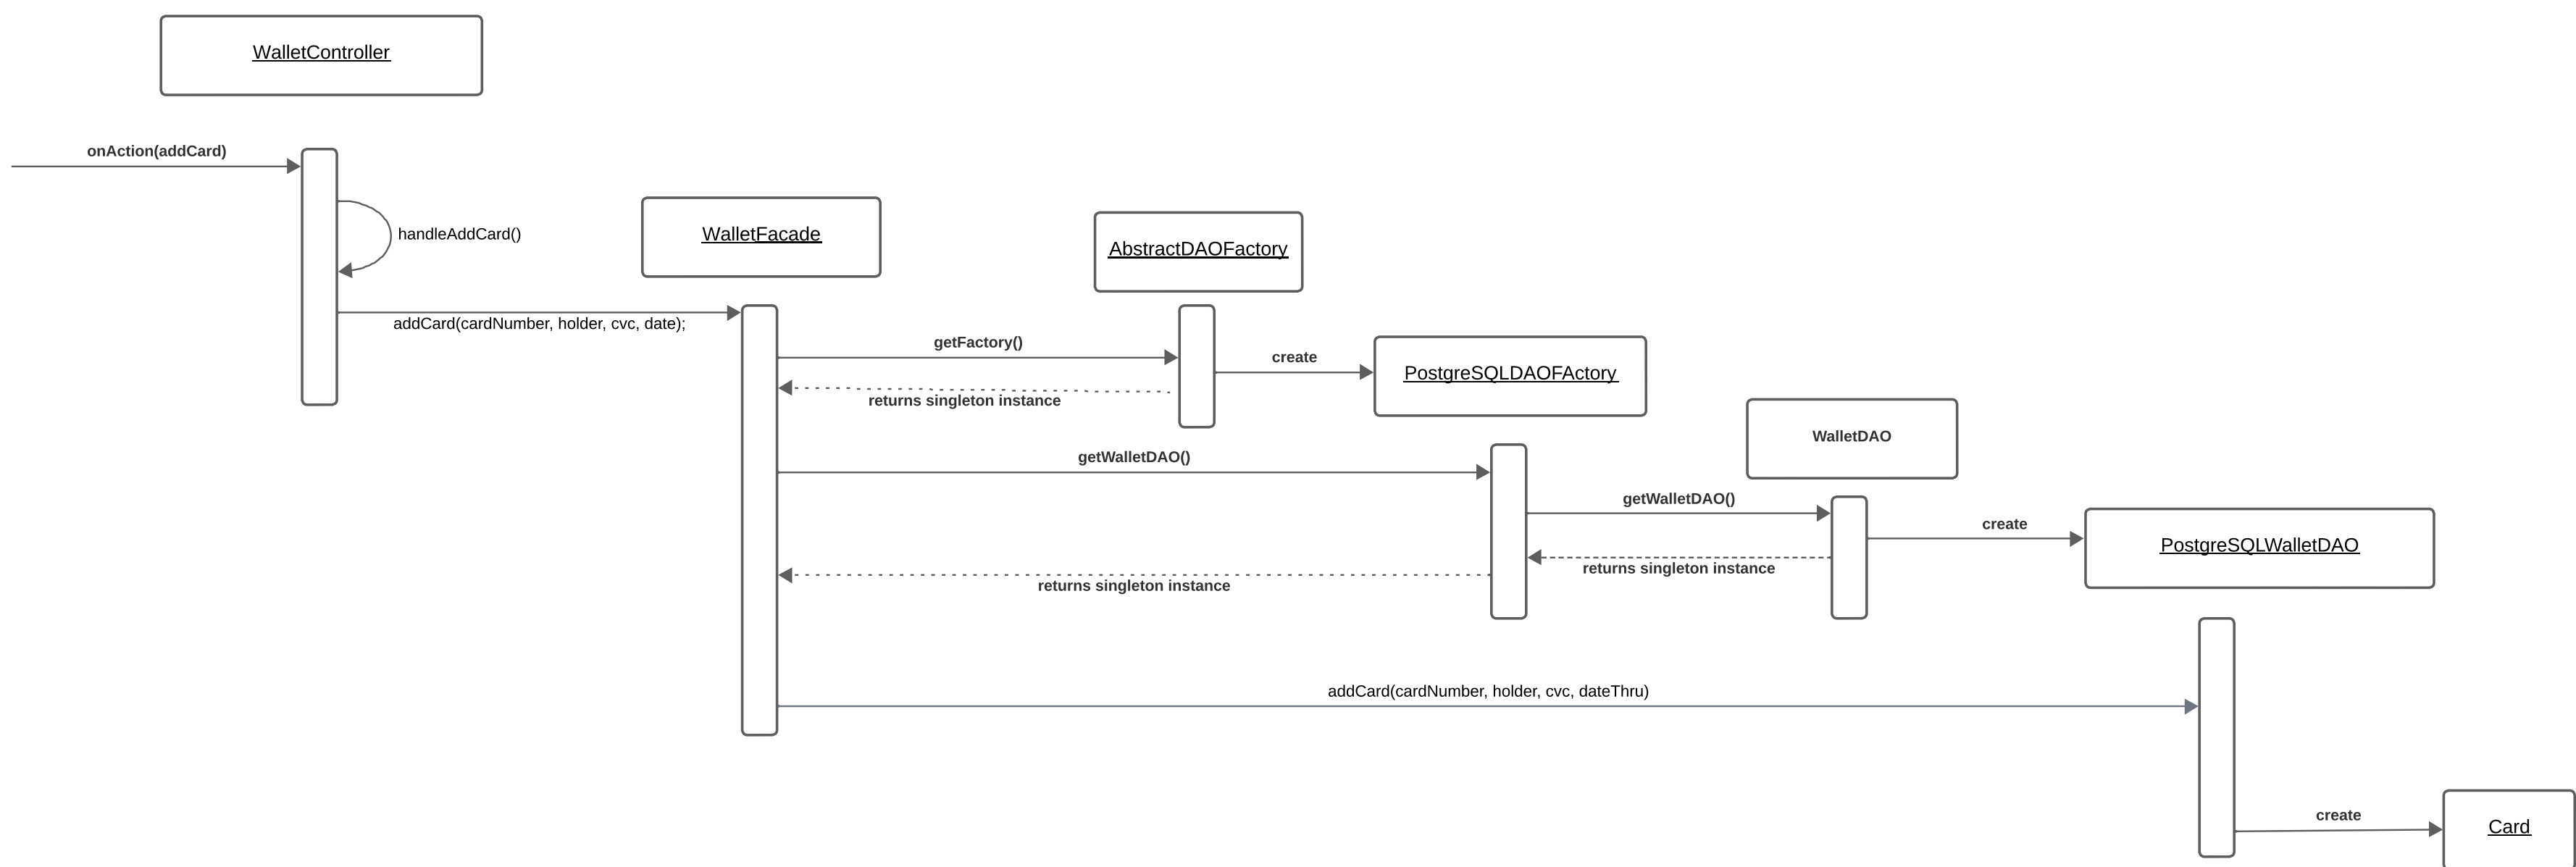 WalletController
onAction(addCard)
handleAddCard()
WalletFacade
AbstractDAOFactory
addCard(cardNumber, holder, cvc, date);
getFactory()
create
PostgreSQLDAOFActory
returns singleton instance
WalletDAO
getWalletDAO()
getWalletDAO()
create
PostgreSQLWalletDAO
returns singleton instance
returns singleton instance
addCard(cardNumber, holder, cvc, dateThru)
create
Card